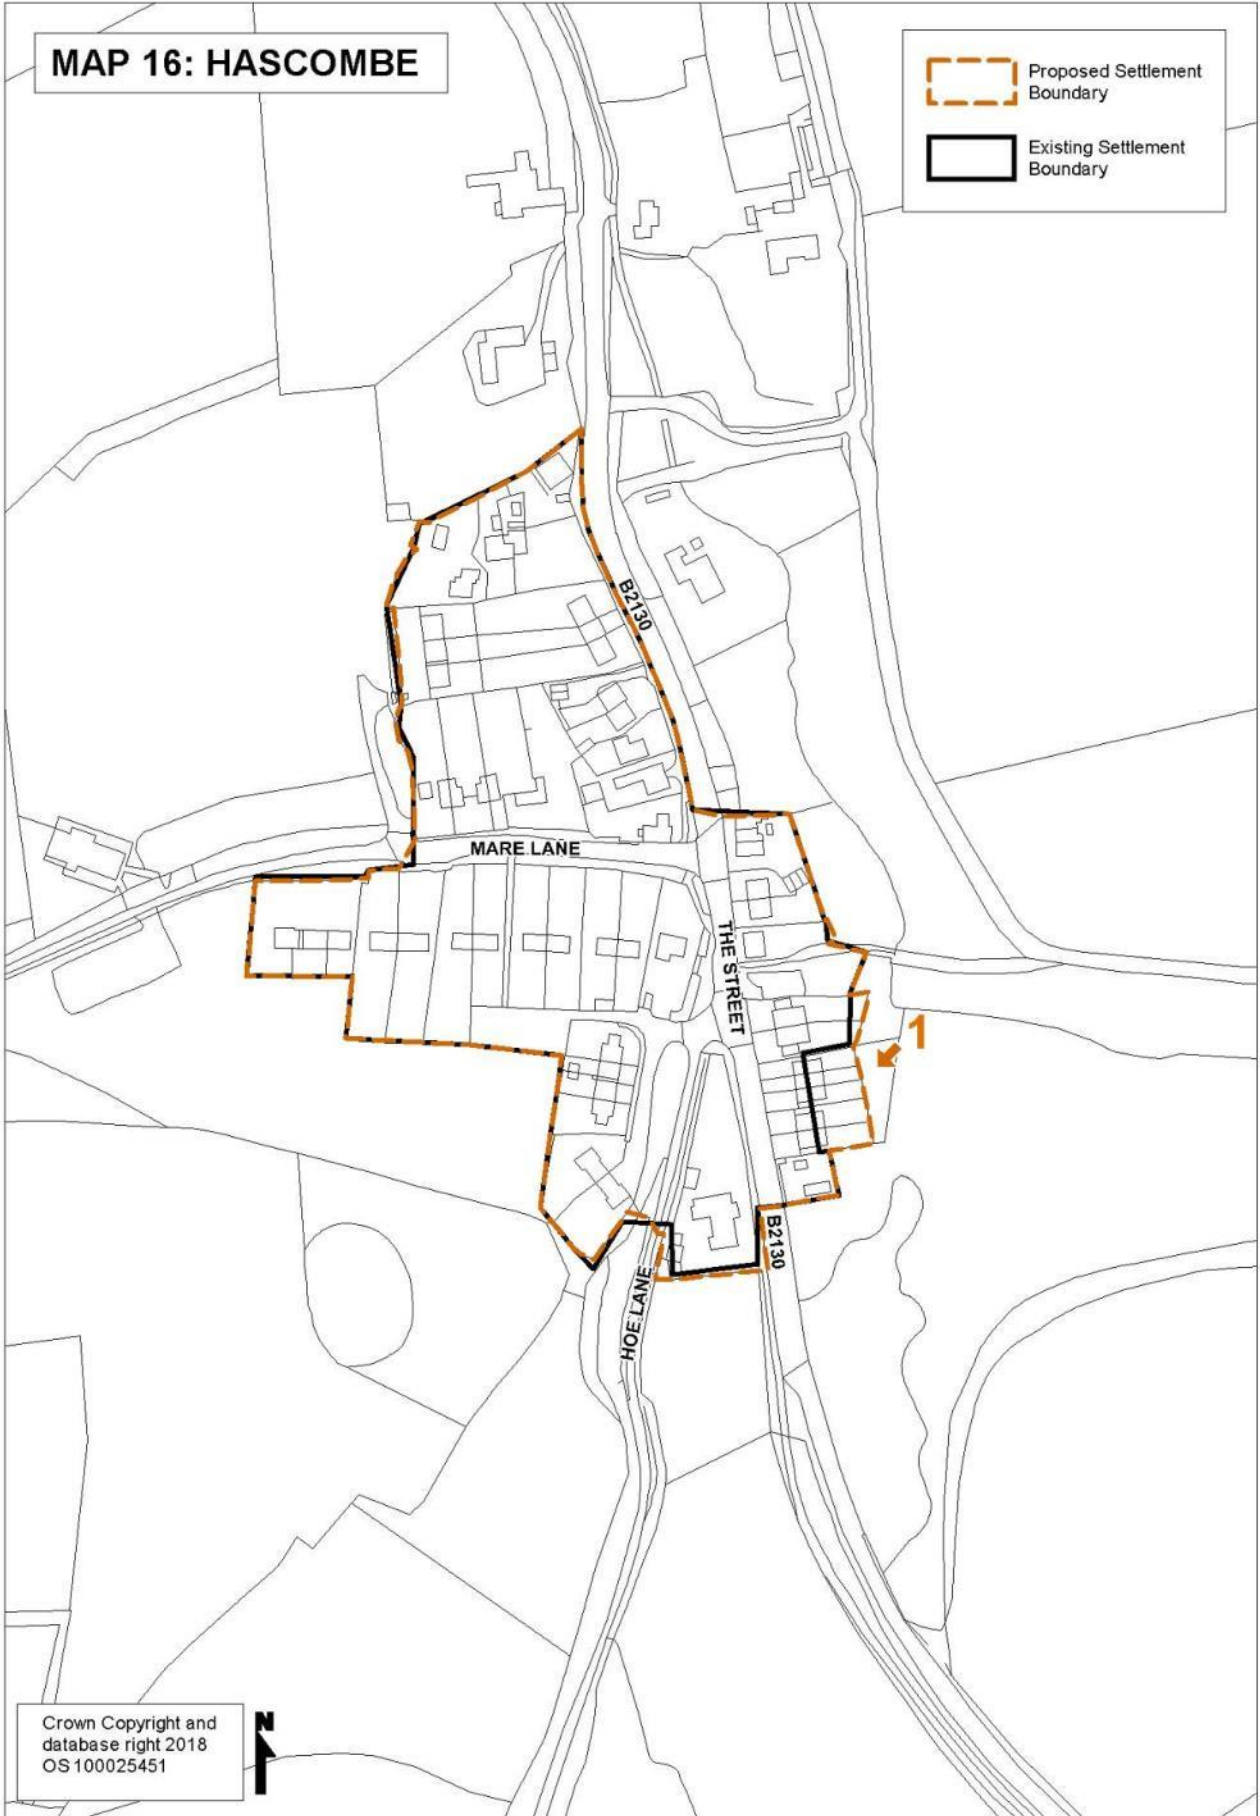 MAP 16: HASCOMBE
Proposed Settlement
Boundary
Existing Settlement
Boundary
B2130
MARE LANE
THE STREET
1
B2130
HOE LANE
Crown Copyright and
database right 2018
OS 100025451
N